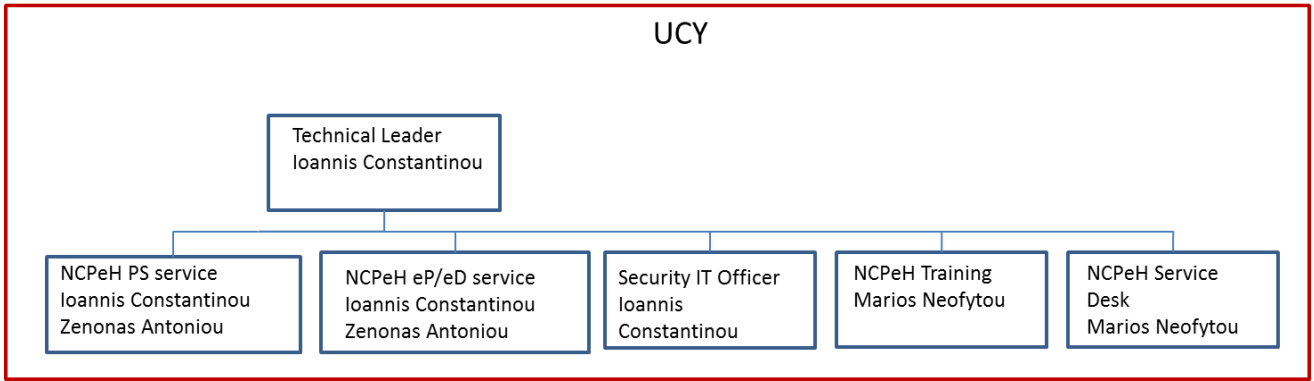 UCY
Technical Leader
Ioannis Constantinou
NCPeH PS service
Ioannis Constantinou
Zenonas Antoniou
NCPeH eP/eD service
Ioannis Constantinou
Zenonas Antoniou
Security IT Officer
Ioannis
Constantinou
NCPeH Training
Marios Neofytou
NCPeH Service
Desk
Marios Neofytou